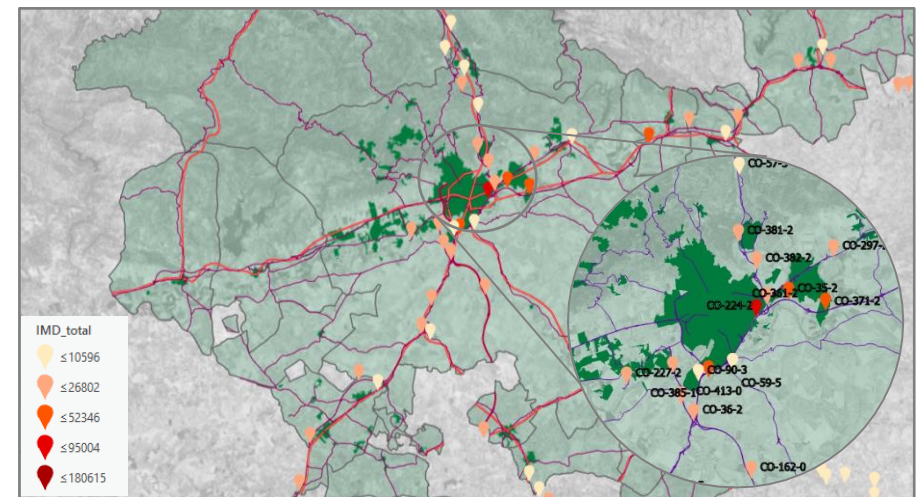 IMD_total
≤10596
≤26802
≤52346
≤95004
≤180615
CO-57-
CO-381-2
CO-297-
CO-382-2
CO-35-2
CO-361-2
CO-371-2
CO-224-2
CO-227-2
CO-90-3
CO-59-5
CO-385-1
CO-413-0
CO-36-2
CO-162-0